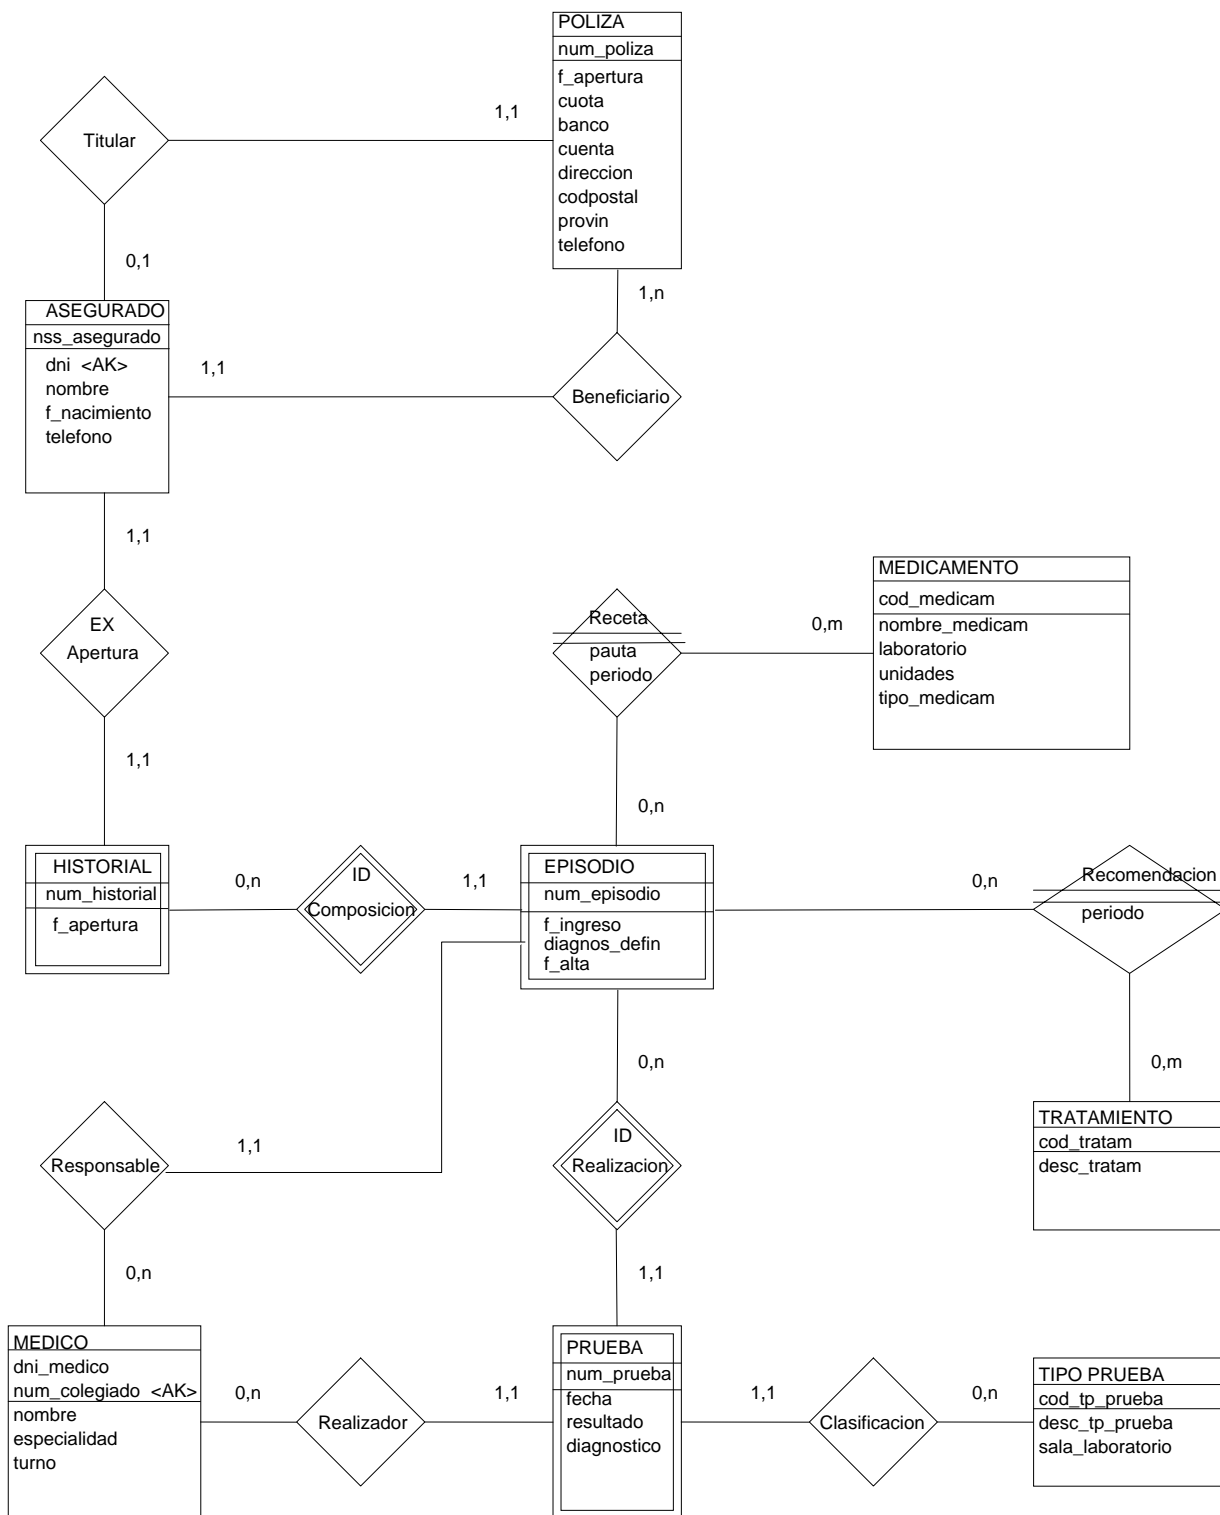 POLIZA
num_poliza
f_apertura
cuota
banco
cuenta
direccion
codpostal
provin
telefono
1,1
Titular
0,1
1,n
ASEGURADO
nss_asegurado
dni <AK>
nombre
f_nacimiento
telefono
1,1
Beneficiario
1,1
EX
Apertura
1,1
Receta
pauta
periodo
0,m
MEDICAMENTO
cod_medicam
nombre_medicam
laboratorio
unidades
tipo_medicam
0,n
HISTORIAL
num_historial
f_apertura
0,n
ID
Composicion
1,1
EPISODIO
num_episodio
f_ingreso
diagnos_defin
f_alta
0,n
Recomendacion
periodo
0,n
0,m
Responsable
1,1
ID
Realizacion
TRATAMIENTO
cod_tratam
desc_tratam
0,n
1,1
MEDICO
dni_medico
num_colegiado <AK>
nombre
especialidad
turno
0,n
Realizador
1,1
PRUEBA
num_prueba
fecha
resultado
diagnostico
1,1
Clasificacion
0,n
TIPO PRUEBA
cod_tp_prueba
desc_tp_prueba
sala_laboratorio